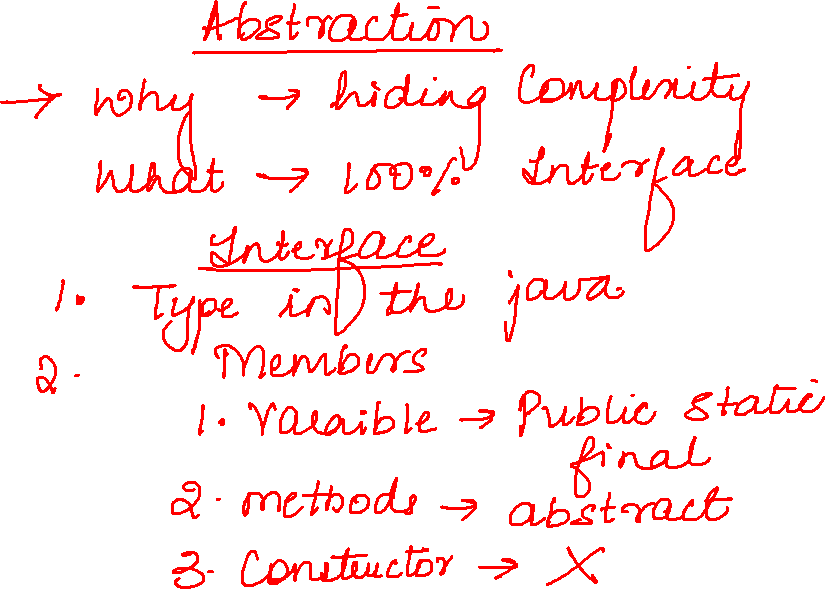 Abstraction
→ Why → hiding Complexity
What → 100% Interface
Interface
1. Type in the java
2. Members
1. Varaible → Public static
final
2. methods → abstract
3. Constructor → X